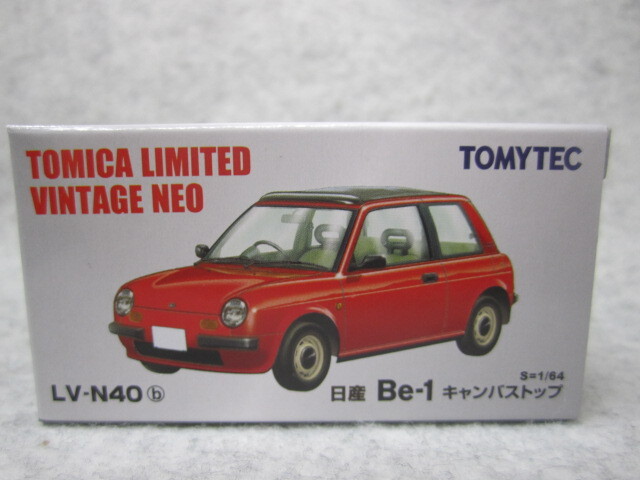 TOMICA LIMITED
VINTAGE NEO
TOMYTEC
S=1/64
LV-N40 ⓑ
日産 Be-1 キャンバストップ